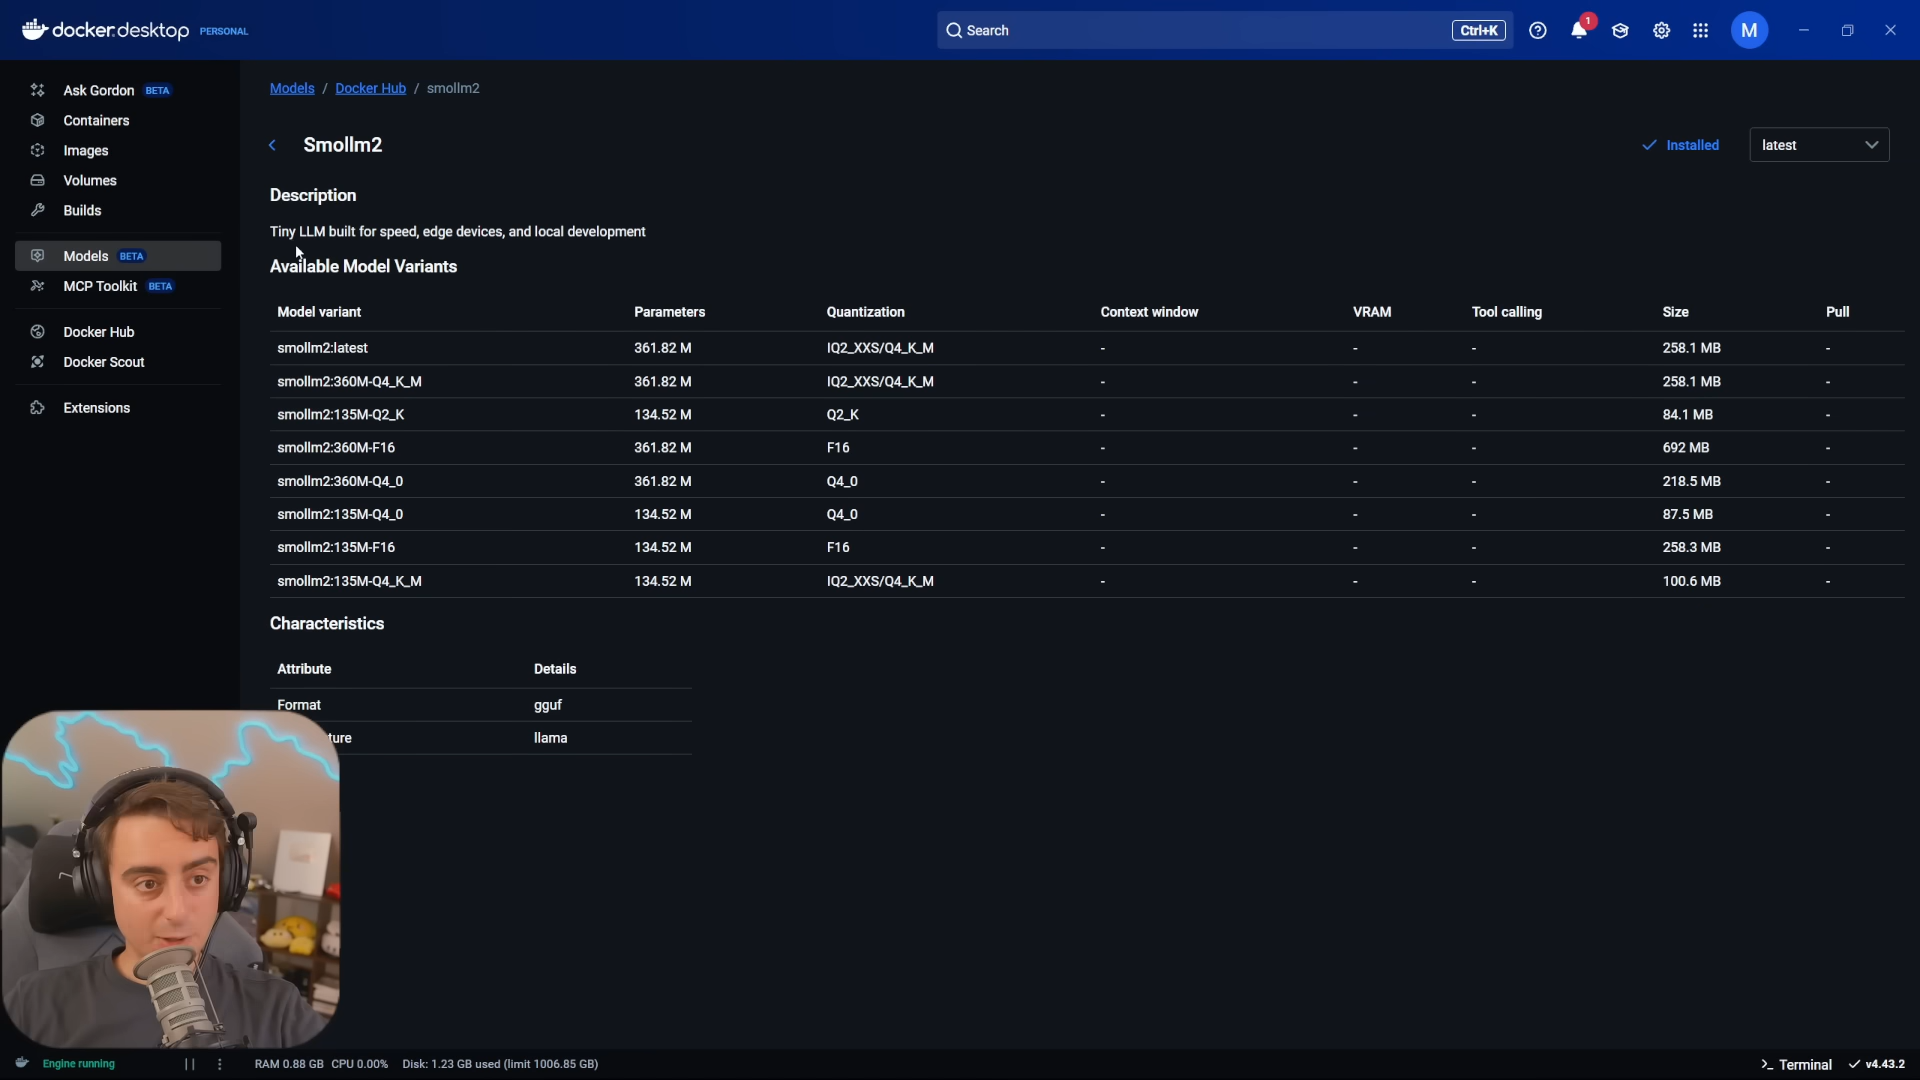 docker.desktop PERSONAL
Search
Ctrl+K
1
M
Ask Gordon BETA
Containers
Images
Volumes
Builds
Models BETA
MCP Toolkit BETA
Docker Hub
Docker Scout
Extensions
Models / Docker Hub / smollm2
Smollm2
Installed
latest
Description
Tiny LLM built for speed, edge devices, and local development
Available Model Variants
Model variant Parameters Quantization Context window VRAM Tool calling Size Pull
smollm2:latest 361.82 M IQ2_XXS/Q4_K_M - - - 258.1 MB -
smollm2:360M-Q4_K_M 361.82 M IQ2_XXS/Q4_K_M - - - 258.1 MB -
smollm2:135M-Q2_K 134.52 M Q2_K - - - 84.1 MB -
smollm2:360M-F16 361.82 M F16 - - - 692 MB -
smollm2:360M-Q4_0 361.82 M Q4_0 - - - 218.5 MB -
smollm2:135M-Q4_0 134.52 M Q4_0 - - - 87.5 MB -
smollm2:135M-F16 134.52 M F16 - - - 258.3 MB -
smollm2:135M-Q4_K_M 134.52 M IQ2_XXS/Q4_K_M - - - 100.6 MB -
Characteristics
Attribute Details
Format gguf
ture llama
Engine running
RAM 0.88 GB CPU 0.00% Disk: 1.23 GB used (limit 1006.85 GB)
>_ Terminal
v4.43.2